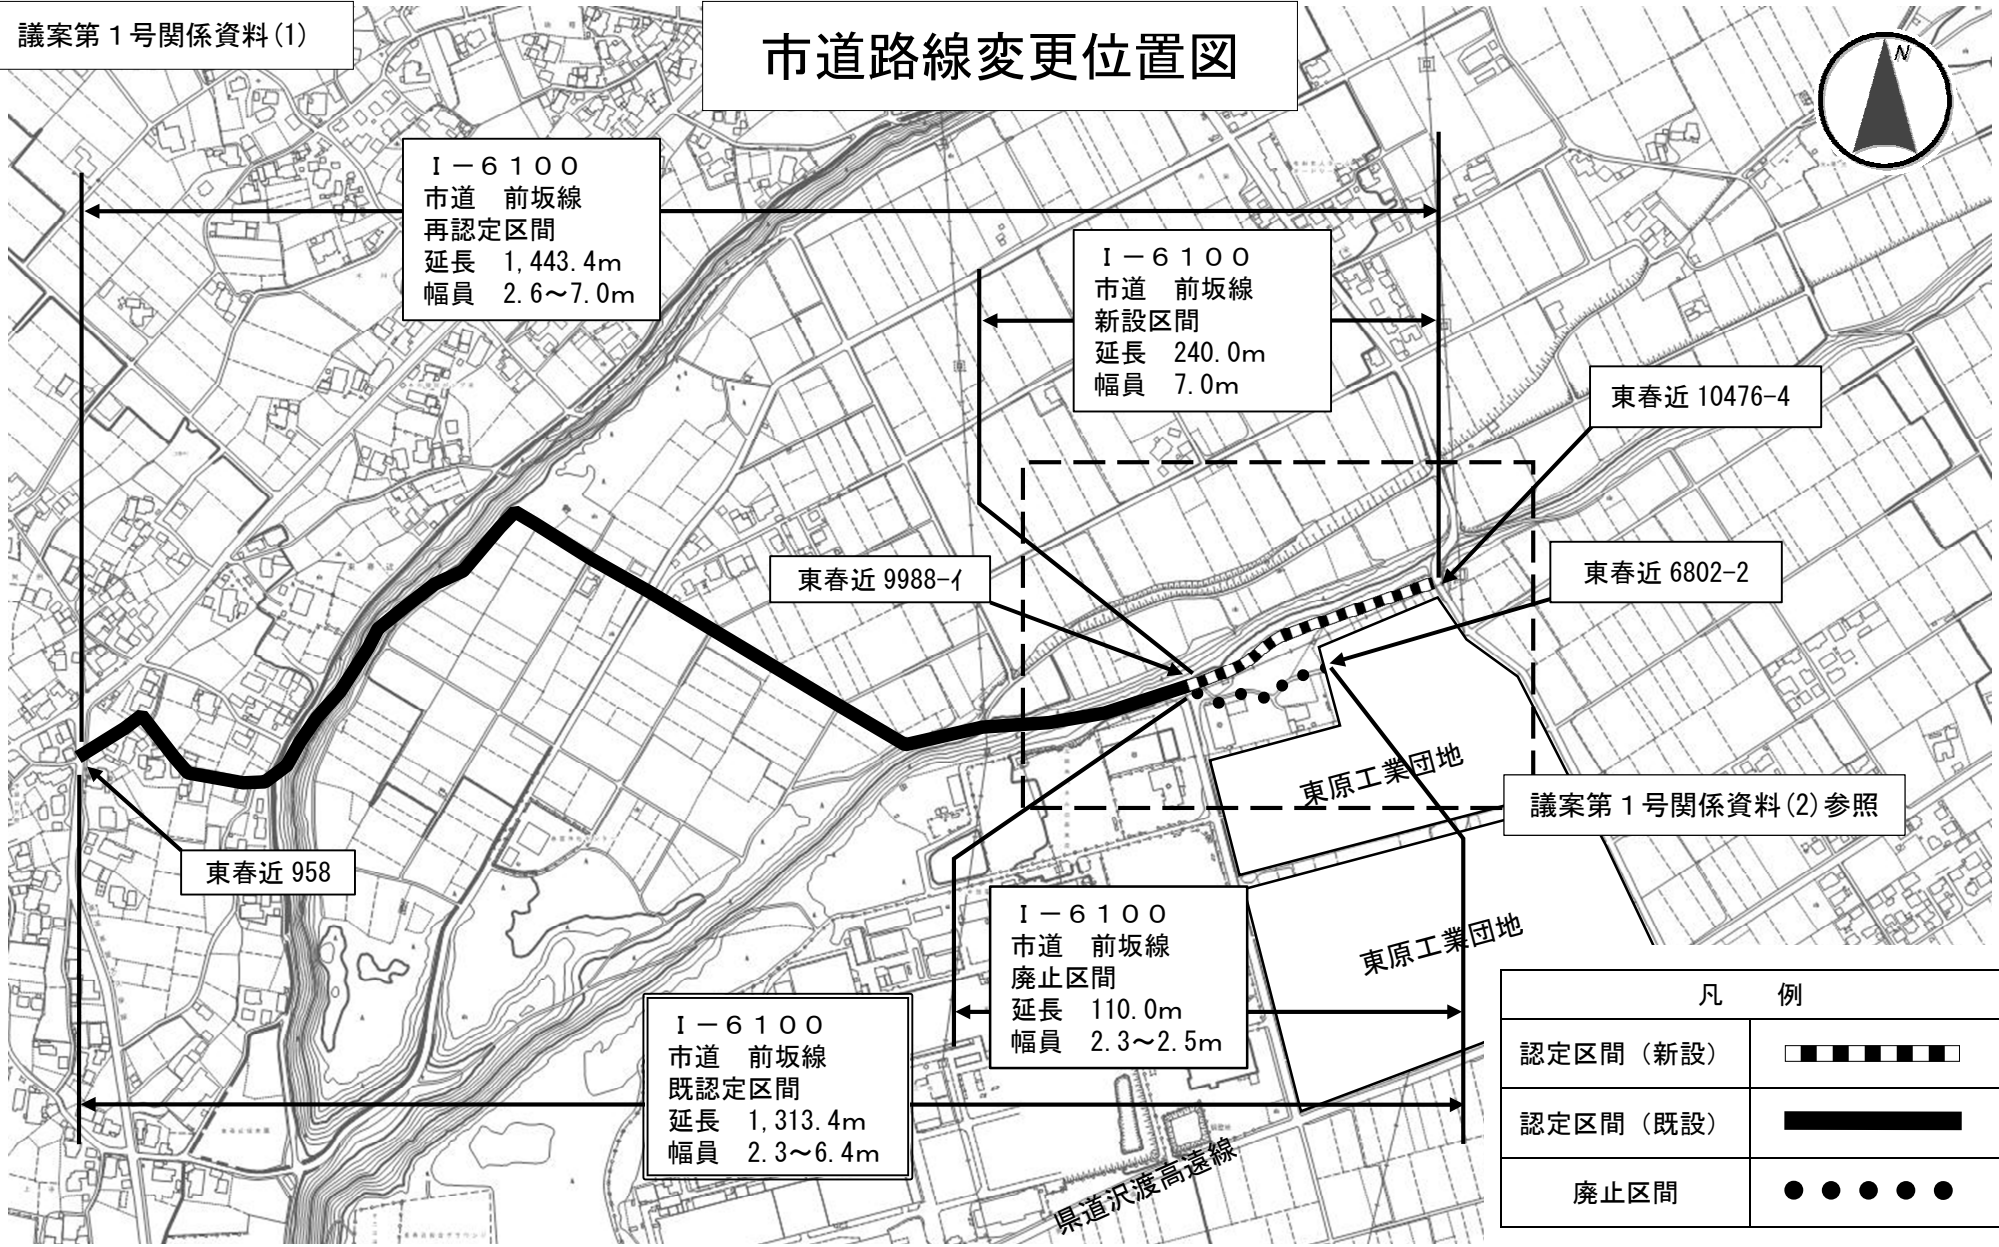 議案第１号関係資料(1)
市道路線変更位置図
N
Ⅰ－６１００
市道　前坂線
再認定区間
延長　1,443.4m
幅員　2.6～7.0m
Ⅰ－６１００
市道　前坂線
新設区間
延長　240.0m
幅員　7.0m
東春近 10476-4
東春近 9988-イ
東春近 6802-2
東原工業団地
議案第１号関係資料(2)参照
東春近 958
Ⅰ－６１００
市道　前坂線
廃止区間
延長　110.0m
幅員　2.3～2.5m
東原工業団地
Ⅰ－６１００
市道　前坂線
既認定区間
延長　1,313.4m
幅員　2.3～6.4m
県道沢渡高遠線
凡　例
認定区間（新設）
認定区間（既設）
廃止区間